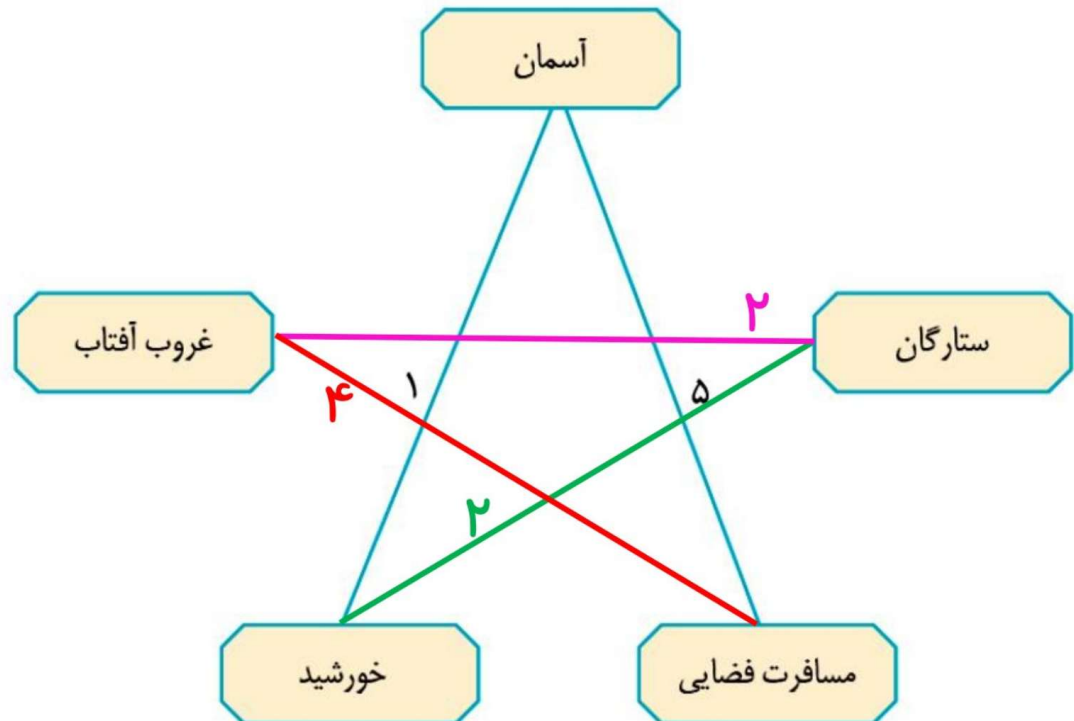 آسمان
ستارگان
۲
غروب آفتاب
۵
۱
۴
۲
مسافرت فضایی
خورشید